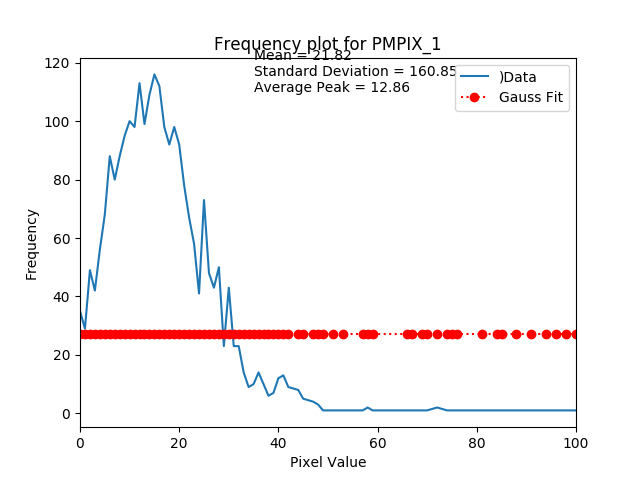 Frequency plot for PMPIX_1
Mean = 21.82
Standard Deviation = 160.85
Average Peak = 12.86
)Data
Gauss Fit
120
100
80
60
40
20
0
Frequency
0 20 40 60 80 100
Pixel Value